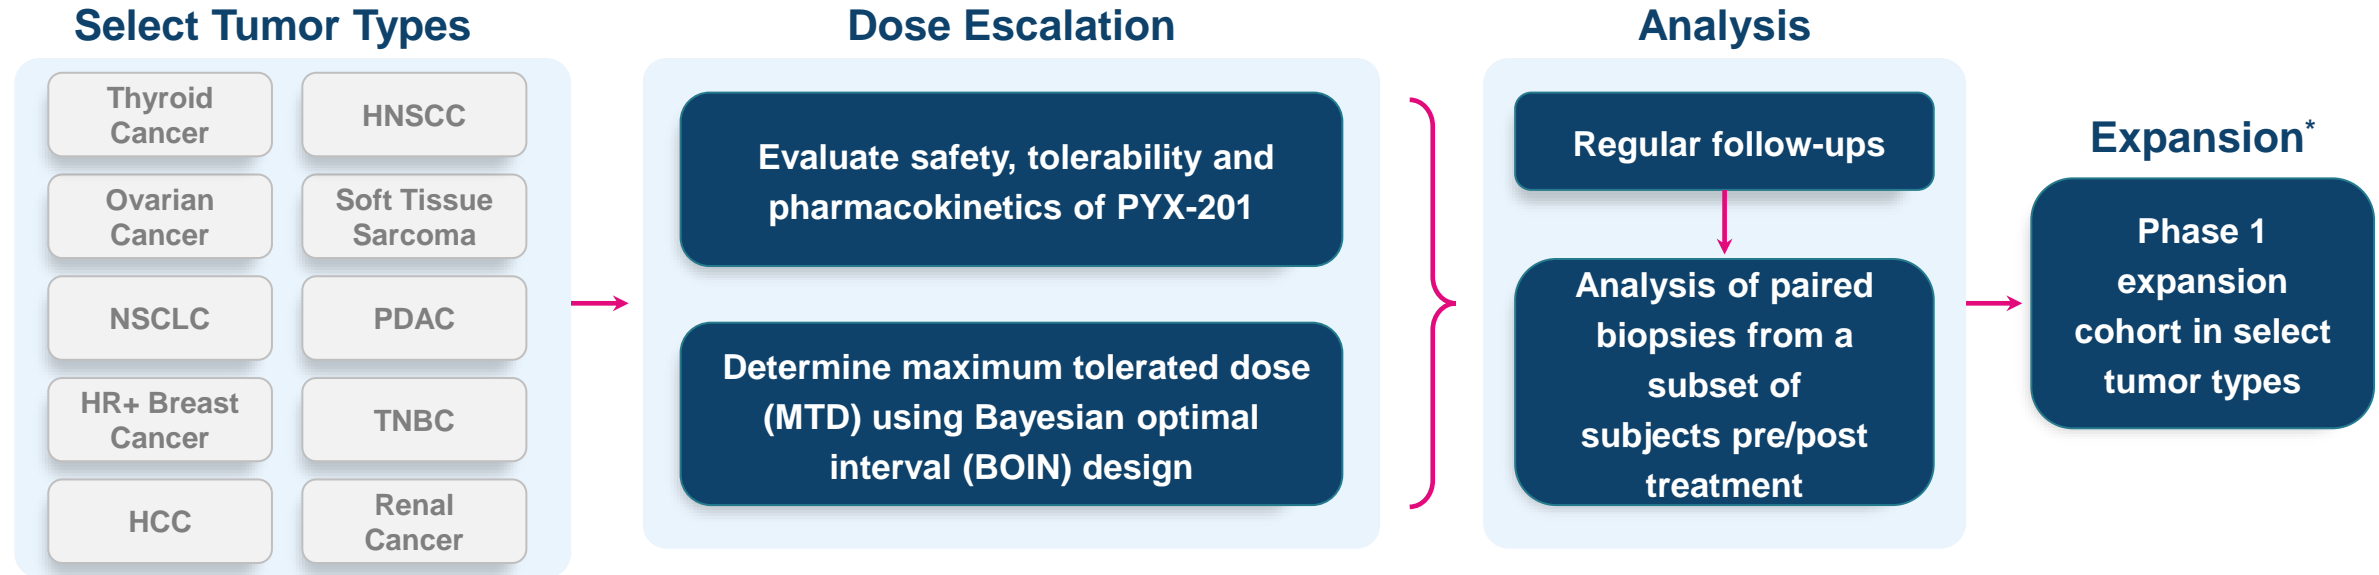 Select Tumor Types
Thyroid
Cancer
HNSCC
Ovarian
Cancer
Soft Tissue
Sarcoma
NSCLC
PDAC
HR+ Breast
Cancer
TNBC
HCC
Renal
Cancer
Dose Escalation
Evaluate safety, tolerability and
pharmacokinetics of PYX-201
Determine maximum tolerated dose
(MTD) using Bayesian optimal
interval (BOIN) design
Analysis
Regular follow-ups
Analysis of paired
biopsies from a
subset of
subjects pre/post
treatment
Expansion*
Phase 1
expansion
cohort in select
tumor types